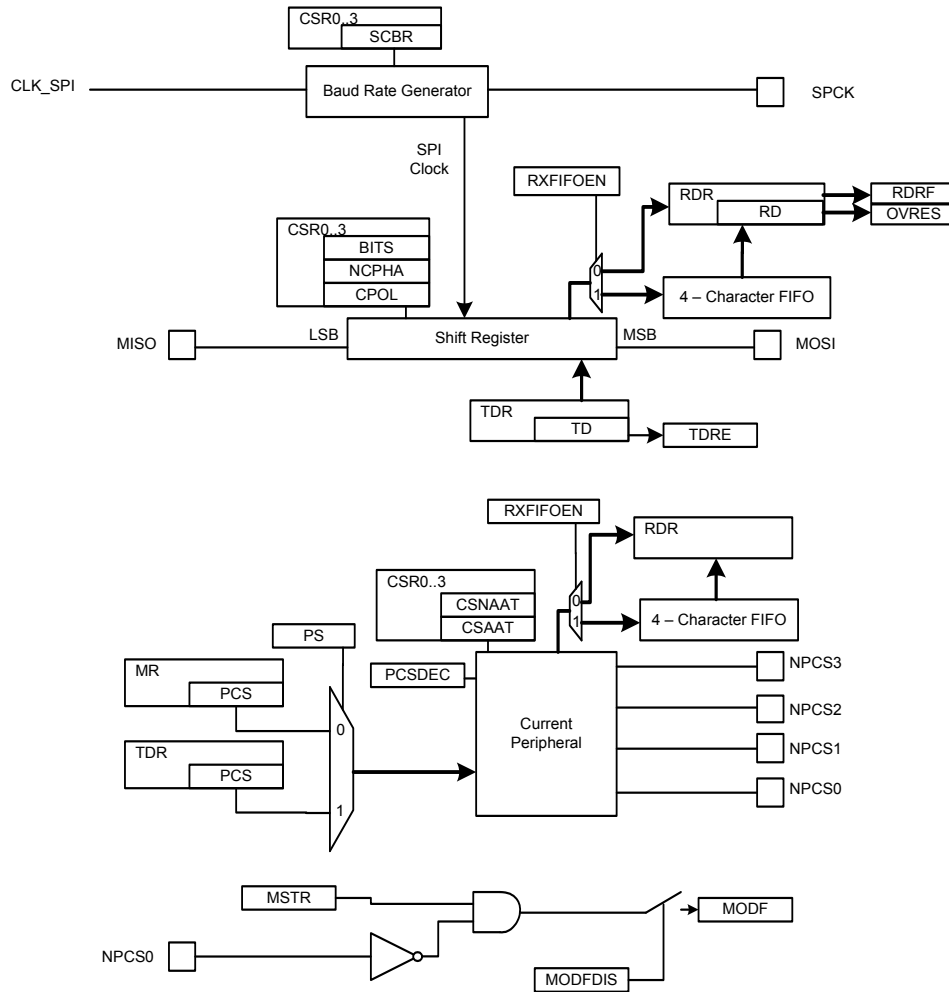 CSR0..3
SCBR
CLK_SPI
Baud Rate Generator
SPCK
SPI
Clock
RXFIFOEN
RDR
RD
RDRF
OVRES
CSR0..3
BITS
NCPHA
CPOL
0
1
4 – Character FIFO
MISO
LSB
Shift Register
MSB
MOSI
TDR
TD
TDRE
RXFIFOEN
RDR
CSR0..3
CSNAAT
CSAAT
0
1
4 – Character FIFO
PS
MR
PCS
PCSDEC
NPCS3
0
NPCS2
Current
Peripheral
TDR
PCS
NPCS1
1
NPCS0
MSTR
MODF
NPCS0
MODFDIS